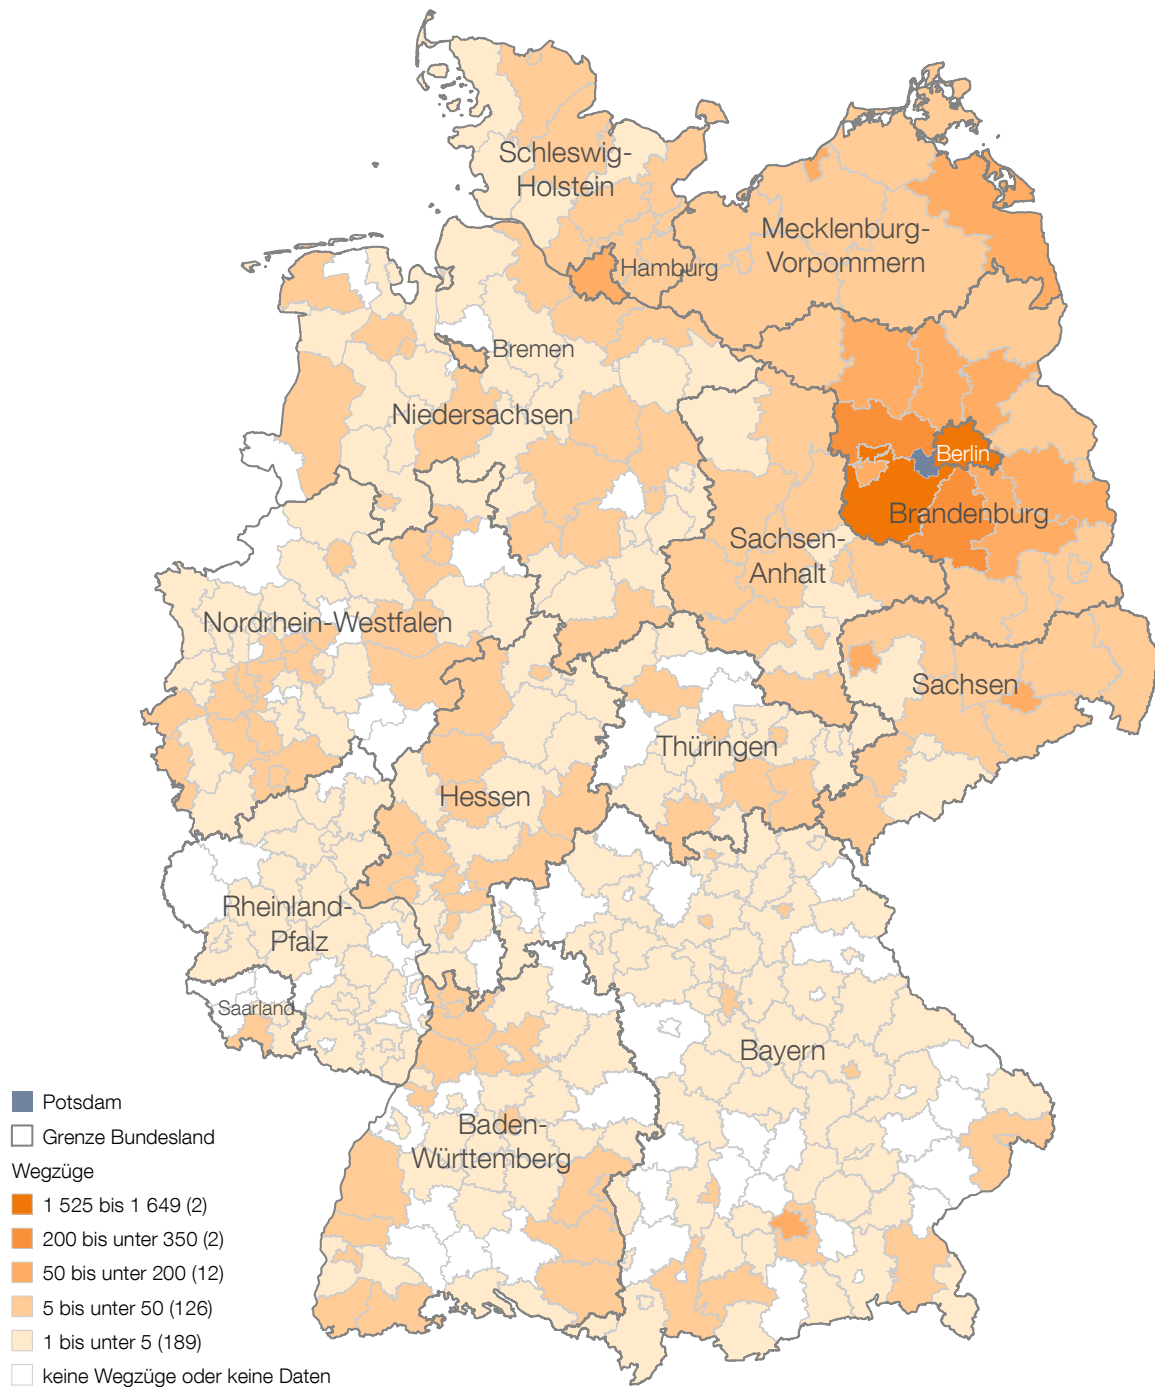 Schleswig-
Holstein
Mecklenburg-
Vorpommern
Hamburg
Bremen
Niedersachsen
Berlin
Brandenburg
Sachsen-
Anhalt
Nordrhein-Westfalen
Sachsen
Thüringen
Hessen
Rheinland-
Pfalz
Saarland
Bayern
Baden-
Württemberg
Potsdam
Grenze Bundesland
Wegzüge
1 525 bis 1 649 (2)
200 bis unter 350 (2)
50 bis unter 200 (12)
5 bis unter 50 (126)
1 bis unter 5 (189)
keine Wegzüge oder keine Daten